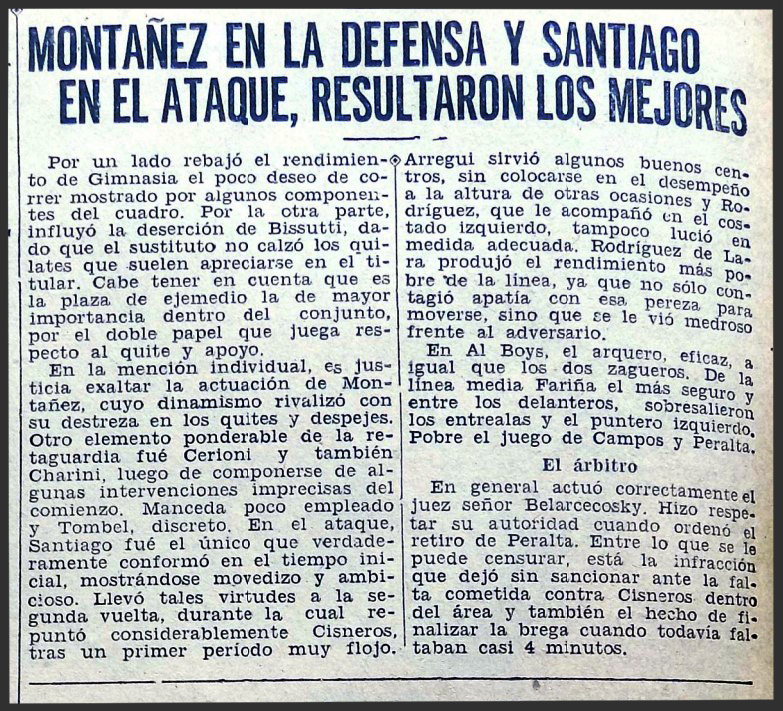 MONTAÑEZ EN LA DEFENSA Y SANTIAGO
EN EL ATAQUE, RESULTARON LOS MEJORES
Por un lado rebajó el rendimien-
to de Gimnasia el poco deseo de co-
rrer mostrado por algunos componen-
tes del cuadro. Por la otra parte,
influyó la deserción de Bissutti, da-
do que el sustituto no calzó los qui-
lates que suelen apreciarse en el ti-
tular. Cabe tener en cuenta que es
la plaza de ejemedio la de mayor
importancia dentro del conjunto,
por el doble papel que juega res-
pecto al quite y apoyo.
En la mención individual, es jus-
ticia exaltar la actuación de Mon-
tañez, cuyo dinamismo rivalizó con
su destreza en los quites y despejes.
Otro elemento ponderable de la re-
taguardia fué Cerioni y también
Charini, luego de componerse de al-
gunas intervenciones imprecisas del
comienzo. Manceda poco empleado
y Tombel, discreto. En el ataque,
Santiago fué el único que verdade-
ramente conformó en el tiempo ini-
cial, mostrándose movedizo y ambi-
cioso. Llevó tales virtudes a la se-
gunda vuelta, durante la cual re-
puntó considerablemente Cisneros,
tras un primer período muy flojo.
Arregui sirvió algunos buenos cen-
tros, sin colocarse en el desempeño
a la altura de otras ocasiones y Ro-
dríguez, que le acompañó en el cos-
tado izquierdo, tampoco lució en
medida adecuada. Rodríguez de La-
ra produjó el rendimiento más po-
bre de la línea, ya que no sólo con-
tagió apatía con esa pereza para
moverse, sino que se le vió medroso
frente al adversario.
En Al Boys, el arquero, eficaz, a
igual que los dos zagueros. De la
línea media Fariña el más seguro y
entre los delanteros, sobresalieron
los entrealas y el puntero izquierdo.
Pobre el juego de Campos y Peralta.
El árbitro
En general actuó correctamente el
juez señor Belarcecosky. Hizo respe-
tar su autoridad cuando ordenó el
retiro de Peralta. Entre lo que se le
puede censurar, está la infracción
que dejó sin sancionar ante la fal-
ta cometida contra Cisneros dentro
del área y también el hecho de fi-
nalizar la brega cuando todavía fal-
taban casi 4 minutos.